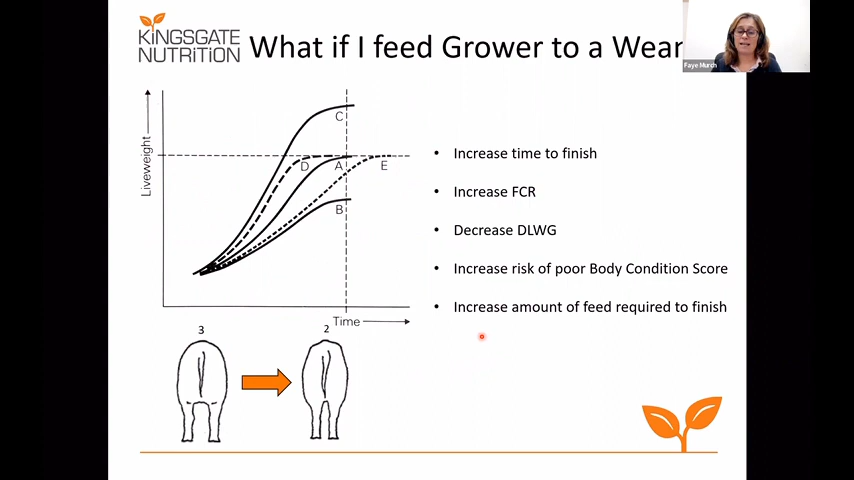 KINGSGATE
NUTRITION
What if I feed Grower to a Wean
Faye Murch
Liveweight
C
D
A
E
B
Time
Increase time to finish
Increase FCR
Decrease DLWG
Increase risk of poor Body Condition Score
Increase amount of feed required to finish
3
2